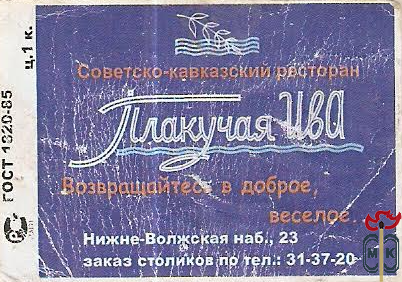 ц.1 к.
ГОСТ 1820-85
Советско-кавказский ресторан
Плакучая Ива
Возвращайтесь в доброе,
веселое...
Нижне-Волжская наб., 23
заказ столиков по тел.: 31-37-20
МК